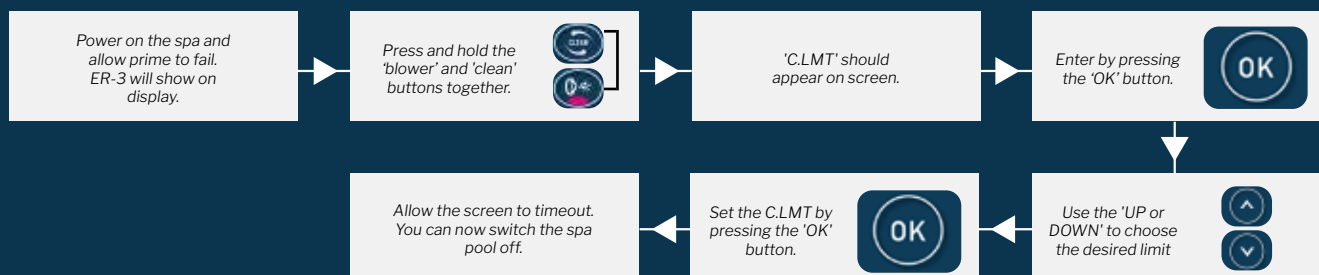 Power on the spa and
allow prime to fail.
ER-3 will show on
display.
Press and hold the
‘blower’ and 'clean'
buttons together.
CLEAN
'C.LMT' should
appear on screen.
Enter by pressing
the ‘OK’ button.
OK
Use the 'UP or
DOWN' to choose
the desired limit
Set the C.LMT by
pressing the 'OK'
button.
OK
Allow the screen to timeout.
You can now switch the spa
pool off.